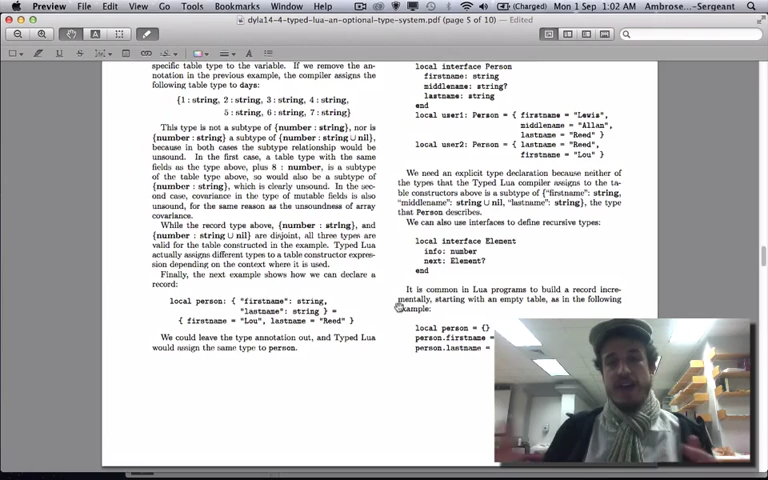 Preview File Edit View Go Tools Bookmarks Window Help
(Charged) Mon 1 Sep 1:02 AM Ambrose...-Sergeant
dyla14-4-typed-lua-an-optional-type-system.pdf (page 5 of 10) — Edited
specific table type to the variable. If we remove the an-
notation in the previous example, the compiler assigns the
following table type to days:
{1 : string, 2 : string, 3 : string, 4 : string,
5 : string, 6 : string, 7 : string}
This type is not a subtype of {number : string}, nor is
{number : string} a subtype of {number : string ∪ nil},
because in both cases the subtype relationship would be
unsound. In the first case, a table type with the same
fields as the type above, plus 8 : number, is a subtype
of the table type above, so would also be a subtype of
{number : string}, which is clearly unsound. In the sec-
ond case, covariance in the type of mutable fields is also
unsound, for the same reason as the unsoundness of array
covariance.
While the record type above, {number : string}, and
{number : string ∪ nil} are disjoint, all three types are
valid for the table constructed in the example. Typed Lua
actually assigns different types to a table constructor expres-
sion depending on the context where it is used.
Finally, the next example shows how we can declare a
record:
local person: { "firstname": string,
"lastname": string } =
{ firstname = "Lou", lastname = "Reed" }
We could leave the type annotation out, and Typed Lua
would assign the same type to person.
local interface Person
firstname: string
middlename: string?
lastname: string
end
local user1: Person = { firstname = "Lewis",
middlename = "Allan",
lastname = "Reed" }
local user2: Person = { lastname = "Reed",
firstname = "Lou" }
We need an explicit type declaration because neither of
the types that the Typed Lua compiler assigns to the ta-
ble constructors above is a subtype of {"firstname": string,
"middlename": string ∪ nil, "lastname": string}, the type
that Person describes.
We can also use interfaces to define recursive types:
local interface Element
info: number
next: Element?
end
It is common in Lua programs to build a record incre-
mentally, starting with an empty table, as in the following
example:
local person = {}
person.firstname =
person.lastname =